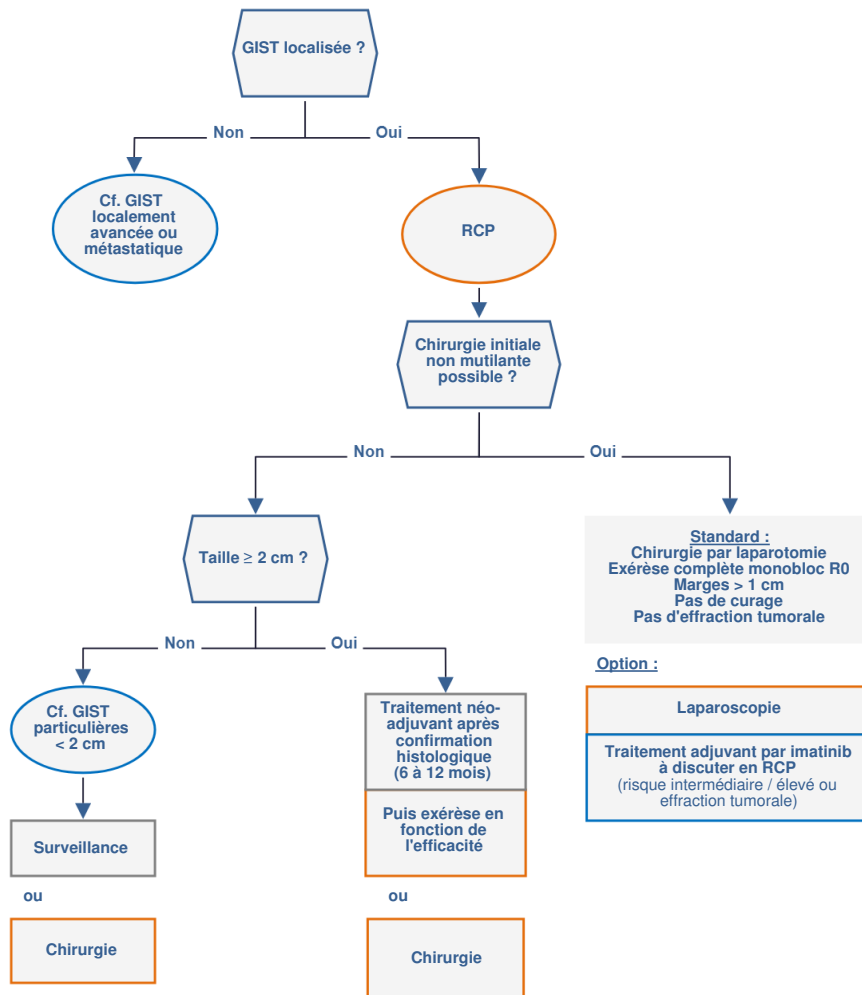 GIST localisée ?
Non
Oui
Cf. GIST
localement
avancée ou
métastatique
RCP
Chirurgie initiale
non mutilante
possible ?
Non
Oui
Taille ≥ 2 cm ?
Standard :
Chirurgie par laparotomie
Exérèse complète monobloc R0
Marges > 1 cm
Pas de curage
Pas d'effraction tumorale
Non
Oui
Option :
Cf. GIST
particulières
< 2 cm
Traitement néo-
adjuvant après
confirmation
histologique
(6 à 12 mois)
Laparoscopie
Traitement adjuvant par imatinib
à discuter en RCP
(risque intermédiaire / élevé ou
effraction tumorale)
Puis exérèse en
fonction de
l'efficacité
Surveillance
ou
ou
Chirurgie
Chirurgie